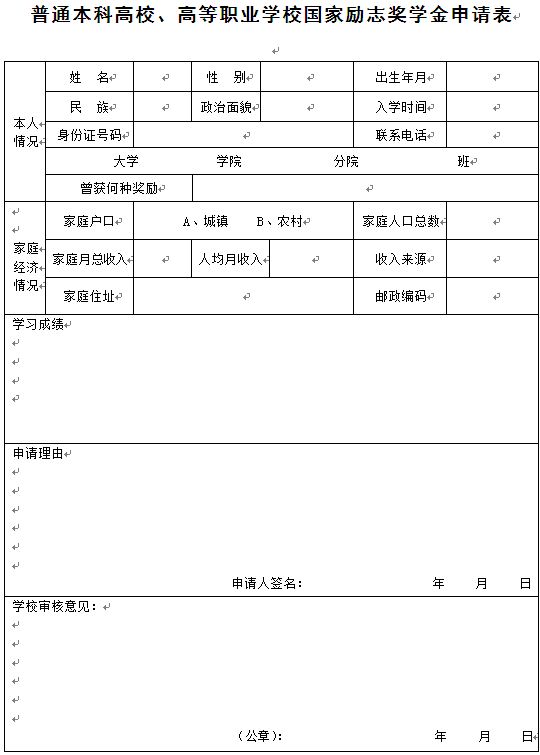 普通本科高校、高等职业学校国家励志奖学金申请表
本人情况
姓 名
性 别
出生年月
民 族
政治面貌
入学时间
身份证号码
联系电话
大学 学院 分院 班
曾获何种奖励
家庭经济情况
家庭户口
A、城镇 B、农村
家庭人口总数
家庭月总收入
人均月收入
收入来源
家庭住址
邮政编码
学习成绩
申请理由
申请人签名： 年 月 日
学校审核意见：
（公章）： 年 月 日